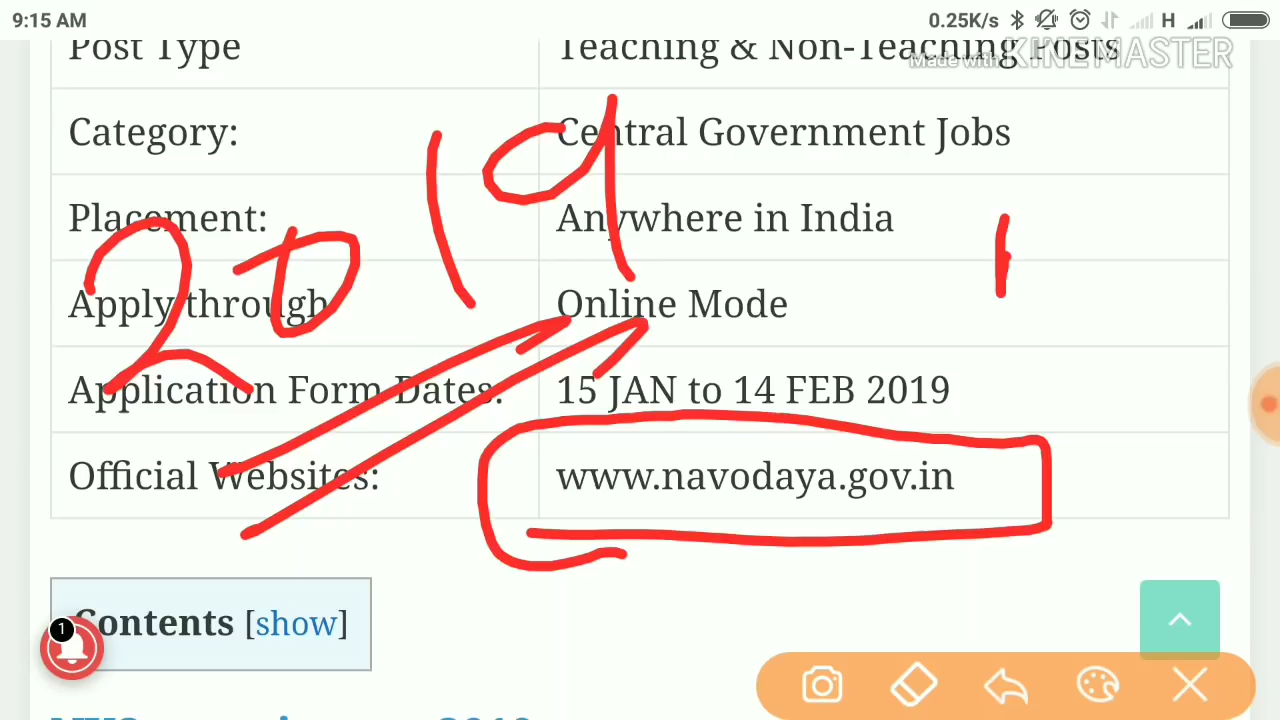 9:15 AM 0.25K/s H
Post Type Teaching & Non-Teaching Posts
Made with KINEMASTER
Category: Central Government Jobs
Placement: Anywhere in India
2019
Apply through Online Mode
Application Form Dates: 15 JAN to 14 FEB 2019
Official Websites: www.navodaya.gov.in
Contents [show]
1